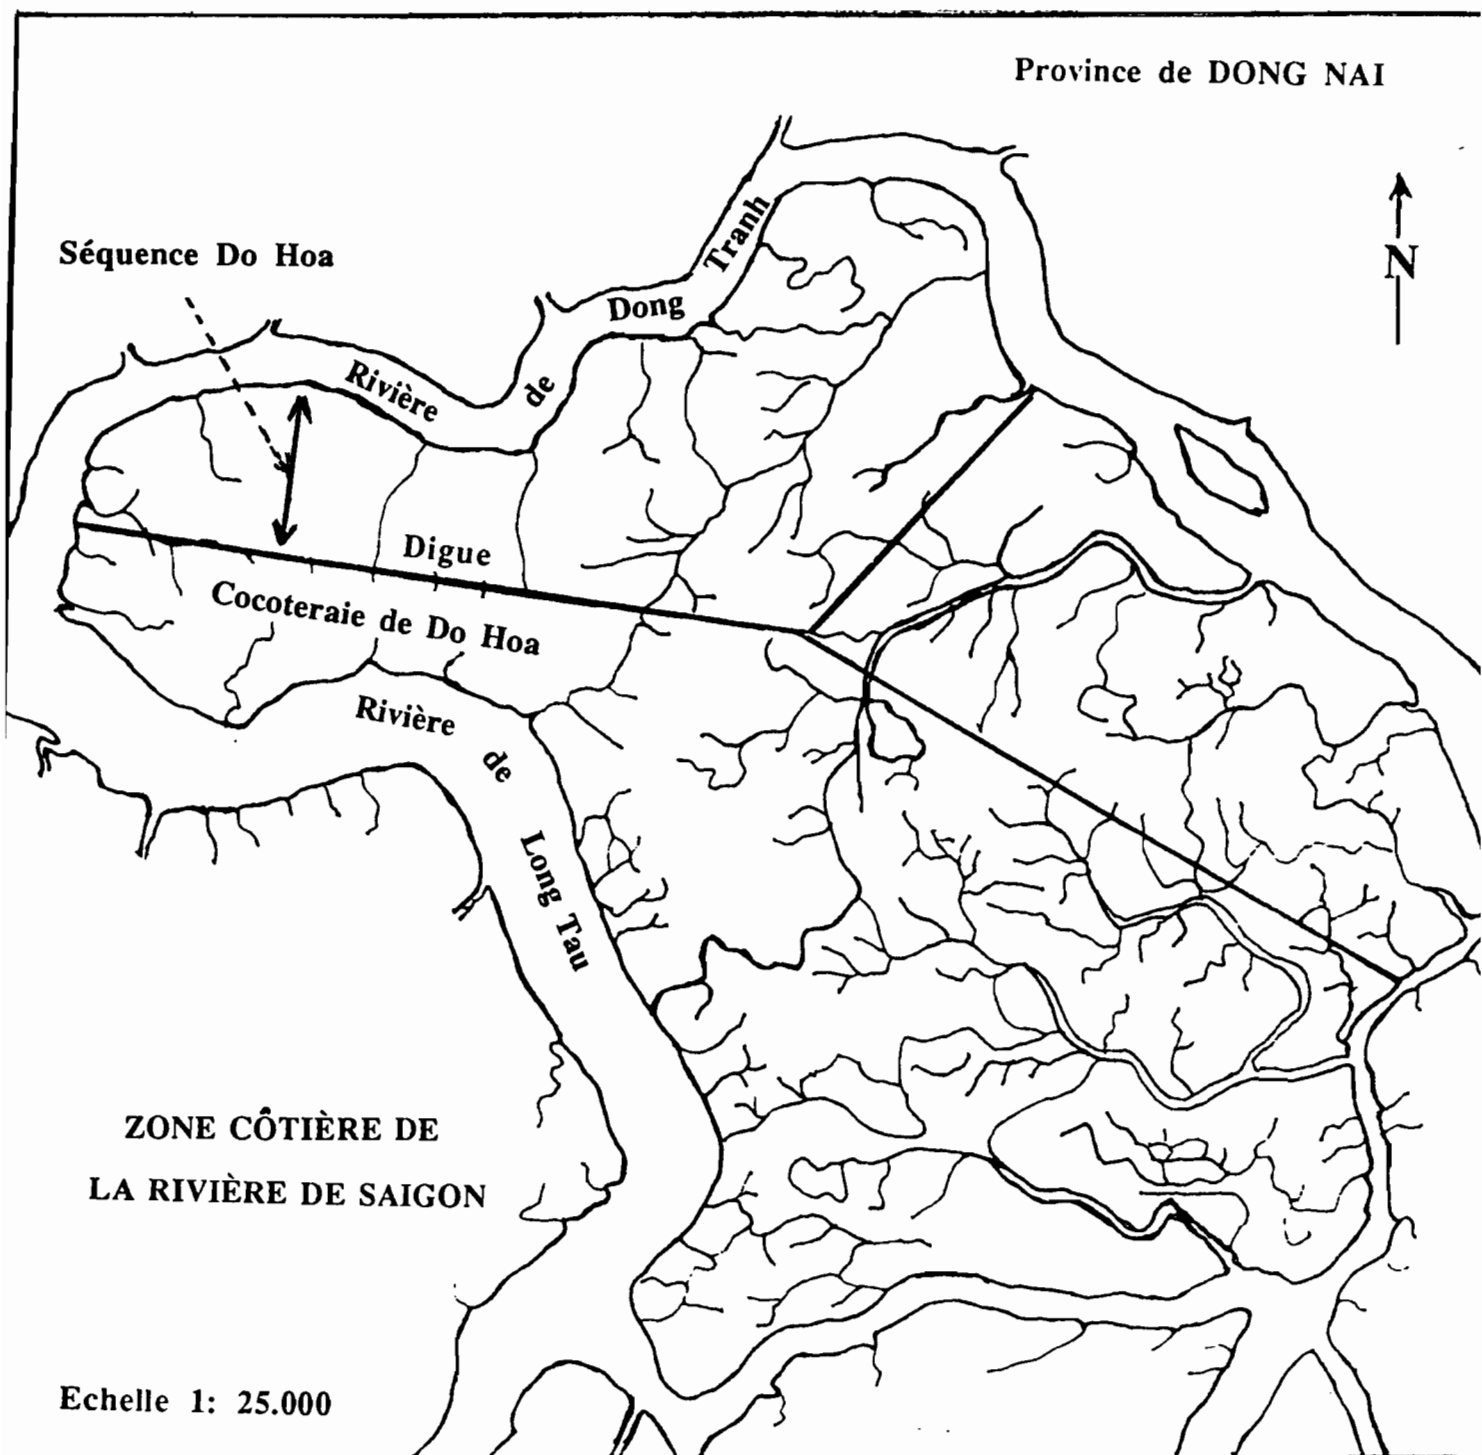 Province de DONG NAI
N
Séquence Do Hoa
Rivière de Dong Tranh
Digue
Cocoteraie de Do Hoa
Rivière de Long Tau
ZONE CÔTIÈRE DE
LA RIVIÈRE DE SAIGON
Echelle 1: 25.000